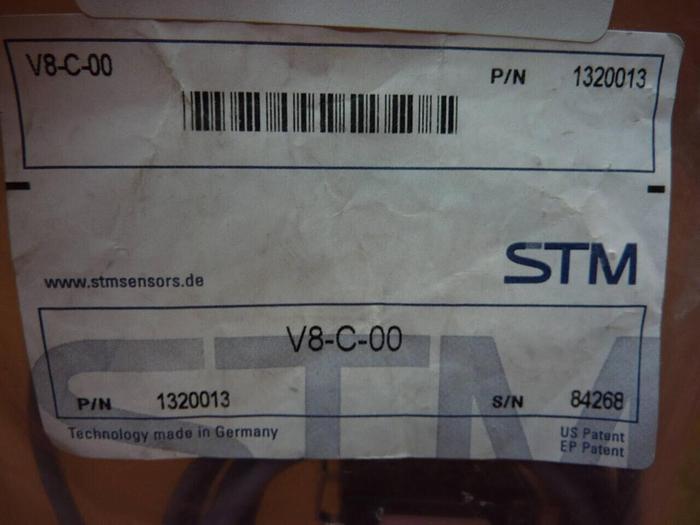 V8-C-00 P/N 1320013
www.stmsensors.de STM
V8-C-00
P/N 1320013 S/N 84268
Technology made in Germany US Patent
EP Patent
STM